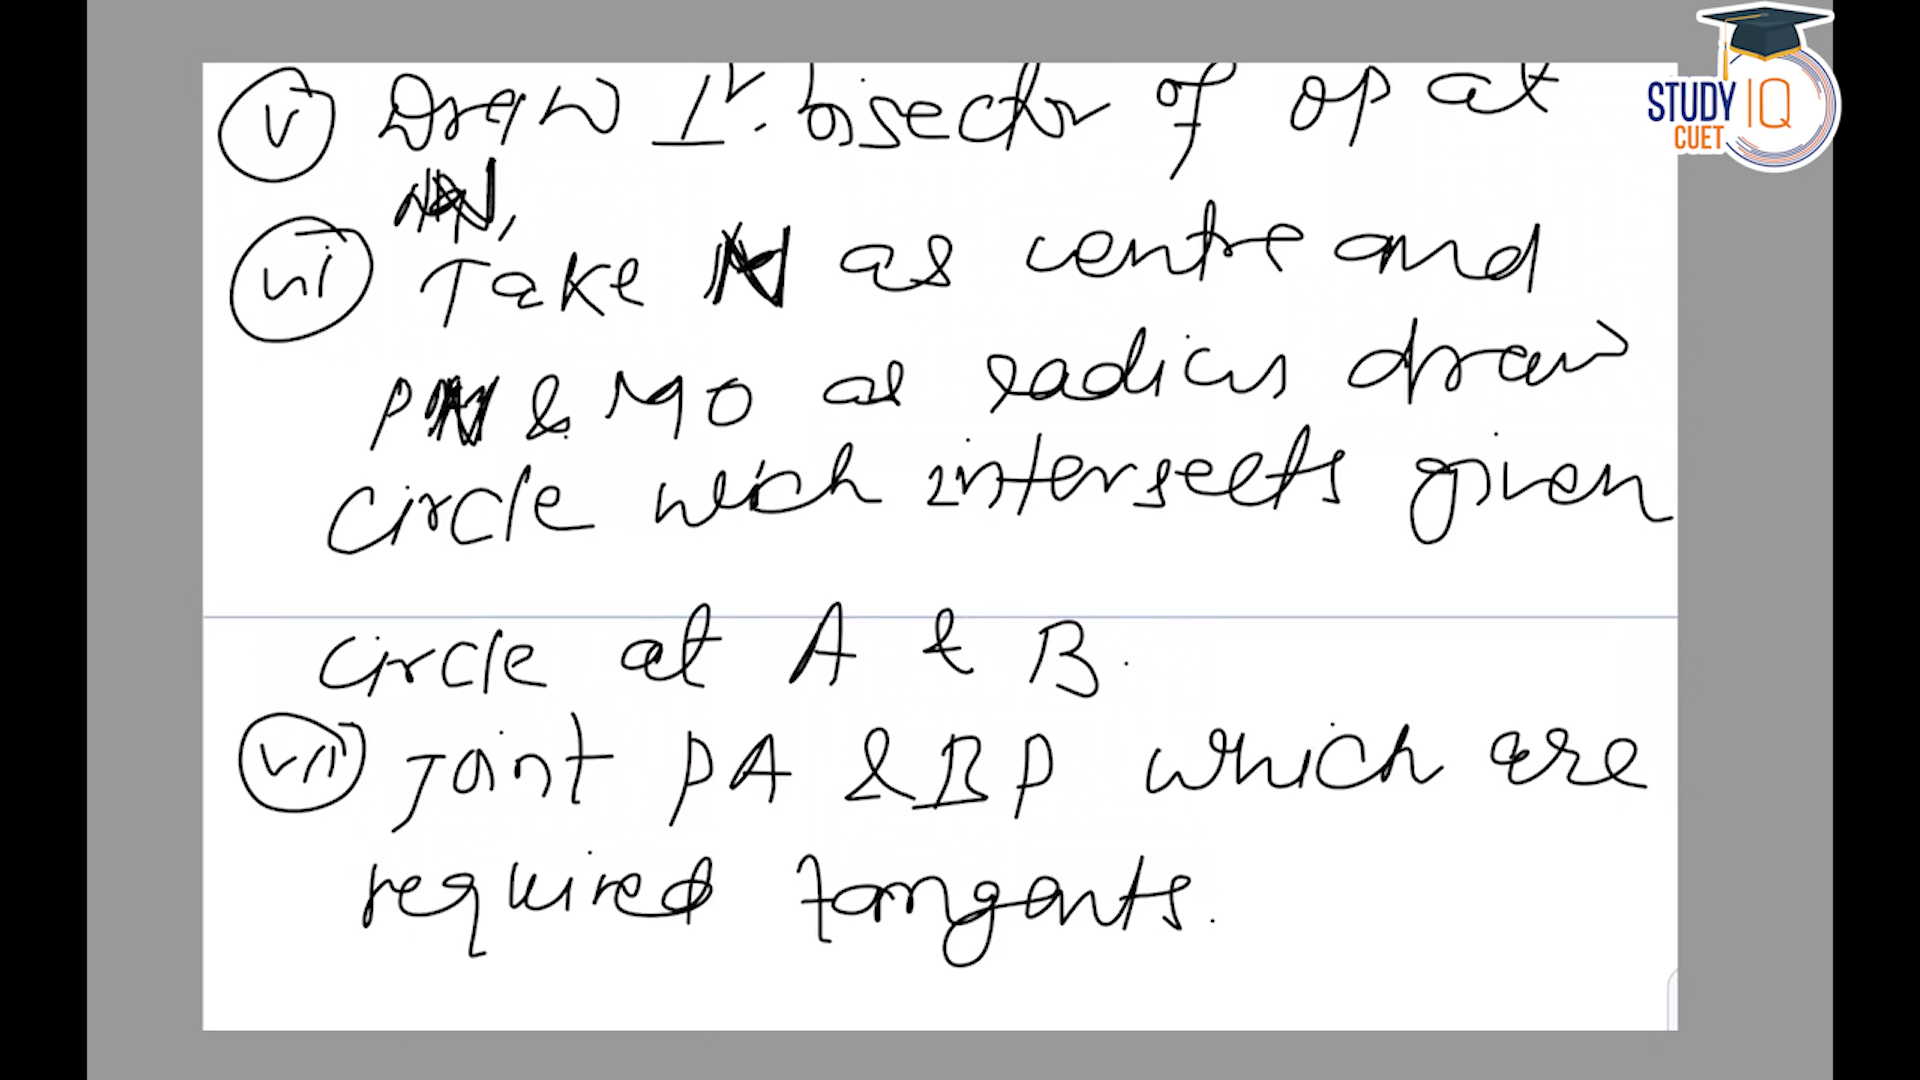 STUDY IQ
CUET
v Draw ⊥r. bisector of OP at
N,
vi Take N as centre and
PN & MO as radius draw
circle which intersects given
circle at A & B.
vii Joint PA & BP which are
required tangents.